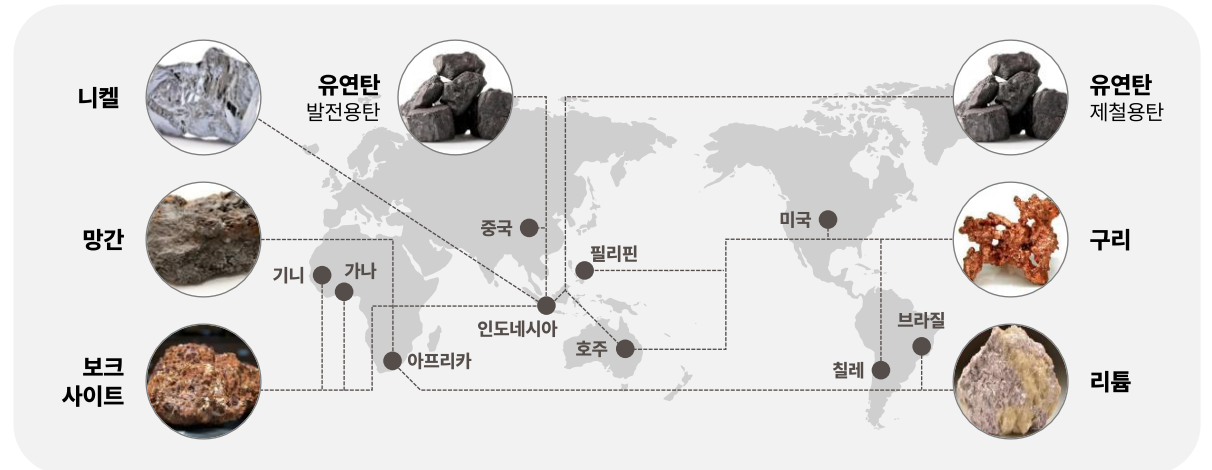 니켈
유연탄
발전용탄
유연탄
제철용탄
망간
중국
미국
구리
필리핀
기니
가나
인도네시아
브라질
호주
아프리카
칠레
보크
사이트
리튬